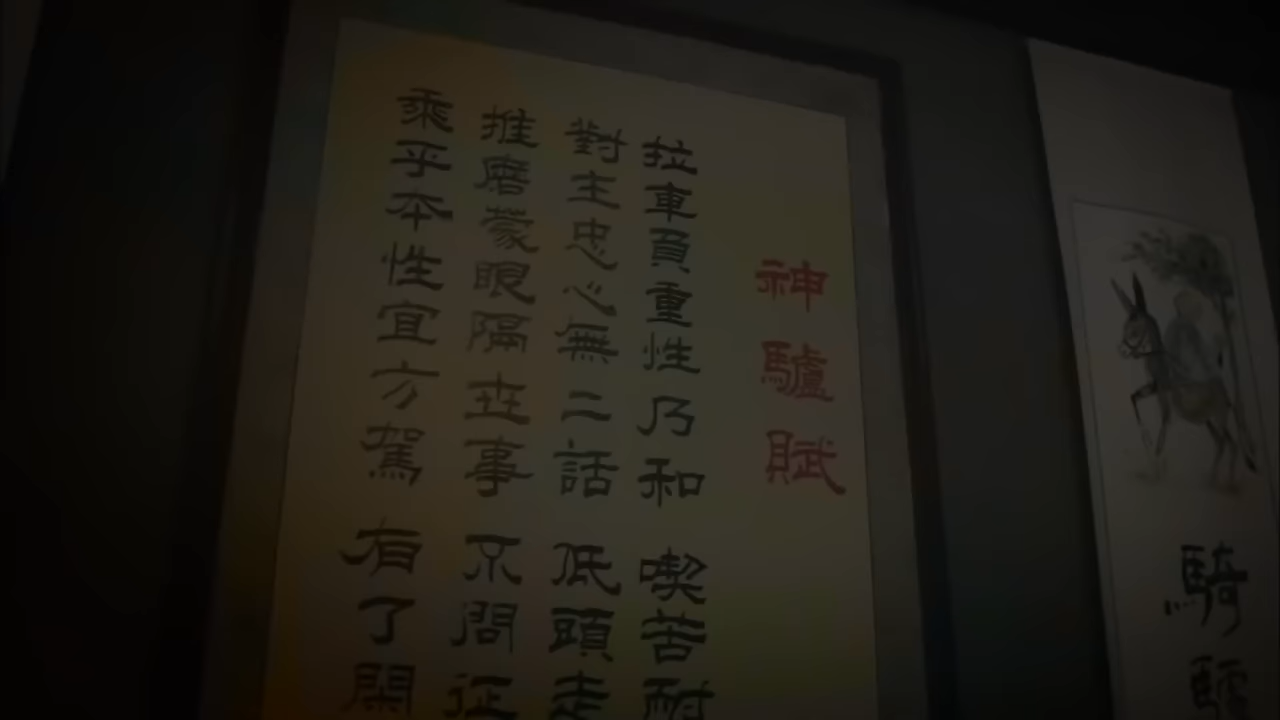 神驢賦
拉車負重性乃和 喫苦耐
對主忠心無二話 低頭走
推磨蒙眼隔世事 不問征
乘乎本性宜方駕 有了閑
騎驢